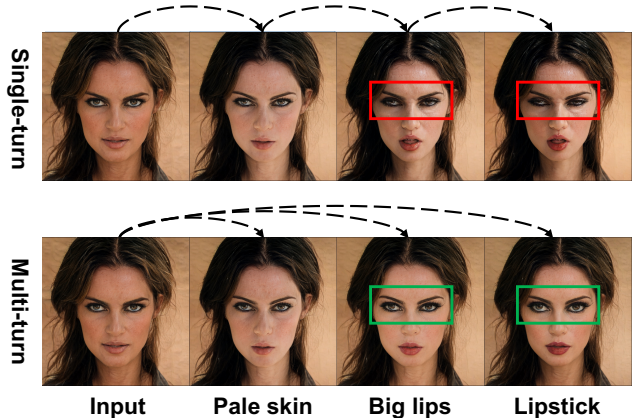 Single-turn
Multi-turn
Input
Pale skin
Big lips
Lipstick